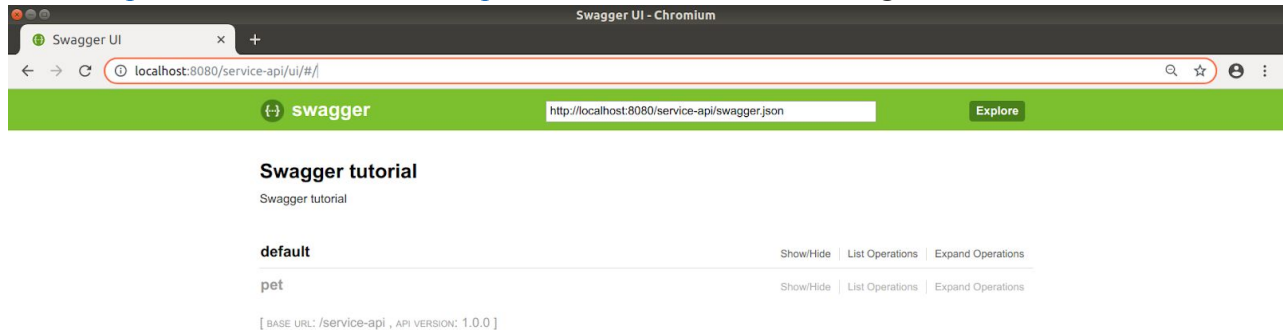 Swagger UI - Chromium
Swagger UI × +
localhost:8080/service-api/ui/#/
swagger http://localhost:8080/service-api/swagger.json Explore
Swagger tutorial
Swagger tutorial
default Show/Hide List Operations Expand Operations
pet Show/Hide List Operations Expand Operations
[ BASE URL: /service-api , API VERSION: 1.0.0 ]